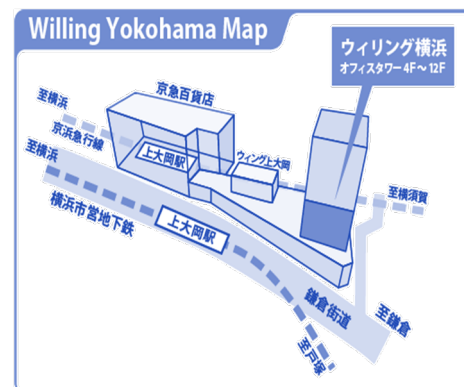 Willing Yokohama Map
ウィリング横浜
オフィスタワー4F～12F
京急百貨店
至横浜
京浜急行線
上大岡駅
ウィング上大岡
至横浜
至横須賀
横浜市営地下鉄
上大岡駅
鎌倉街道
至鎌倉
至戸塚